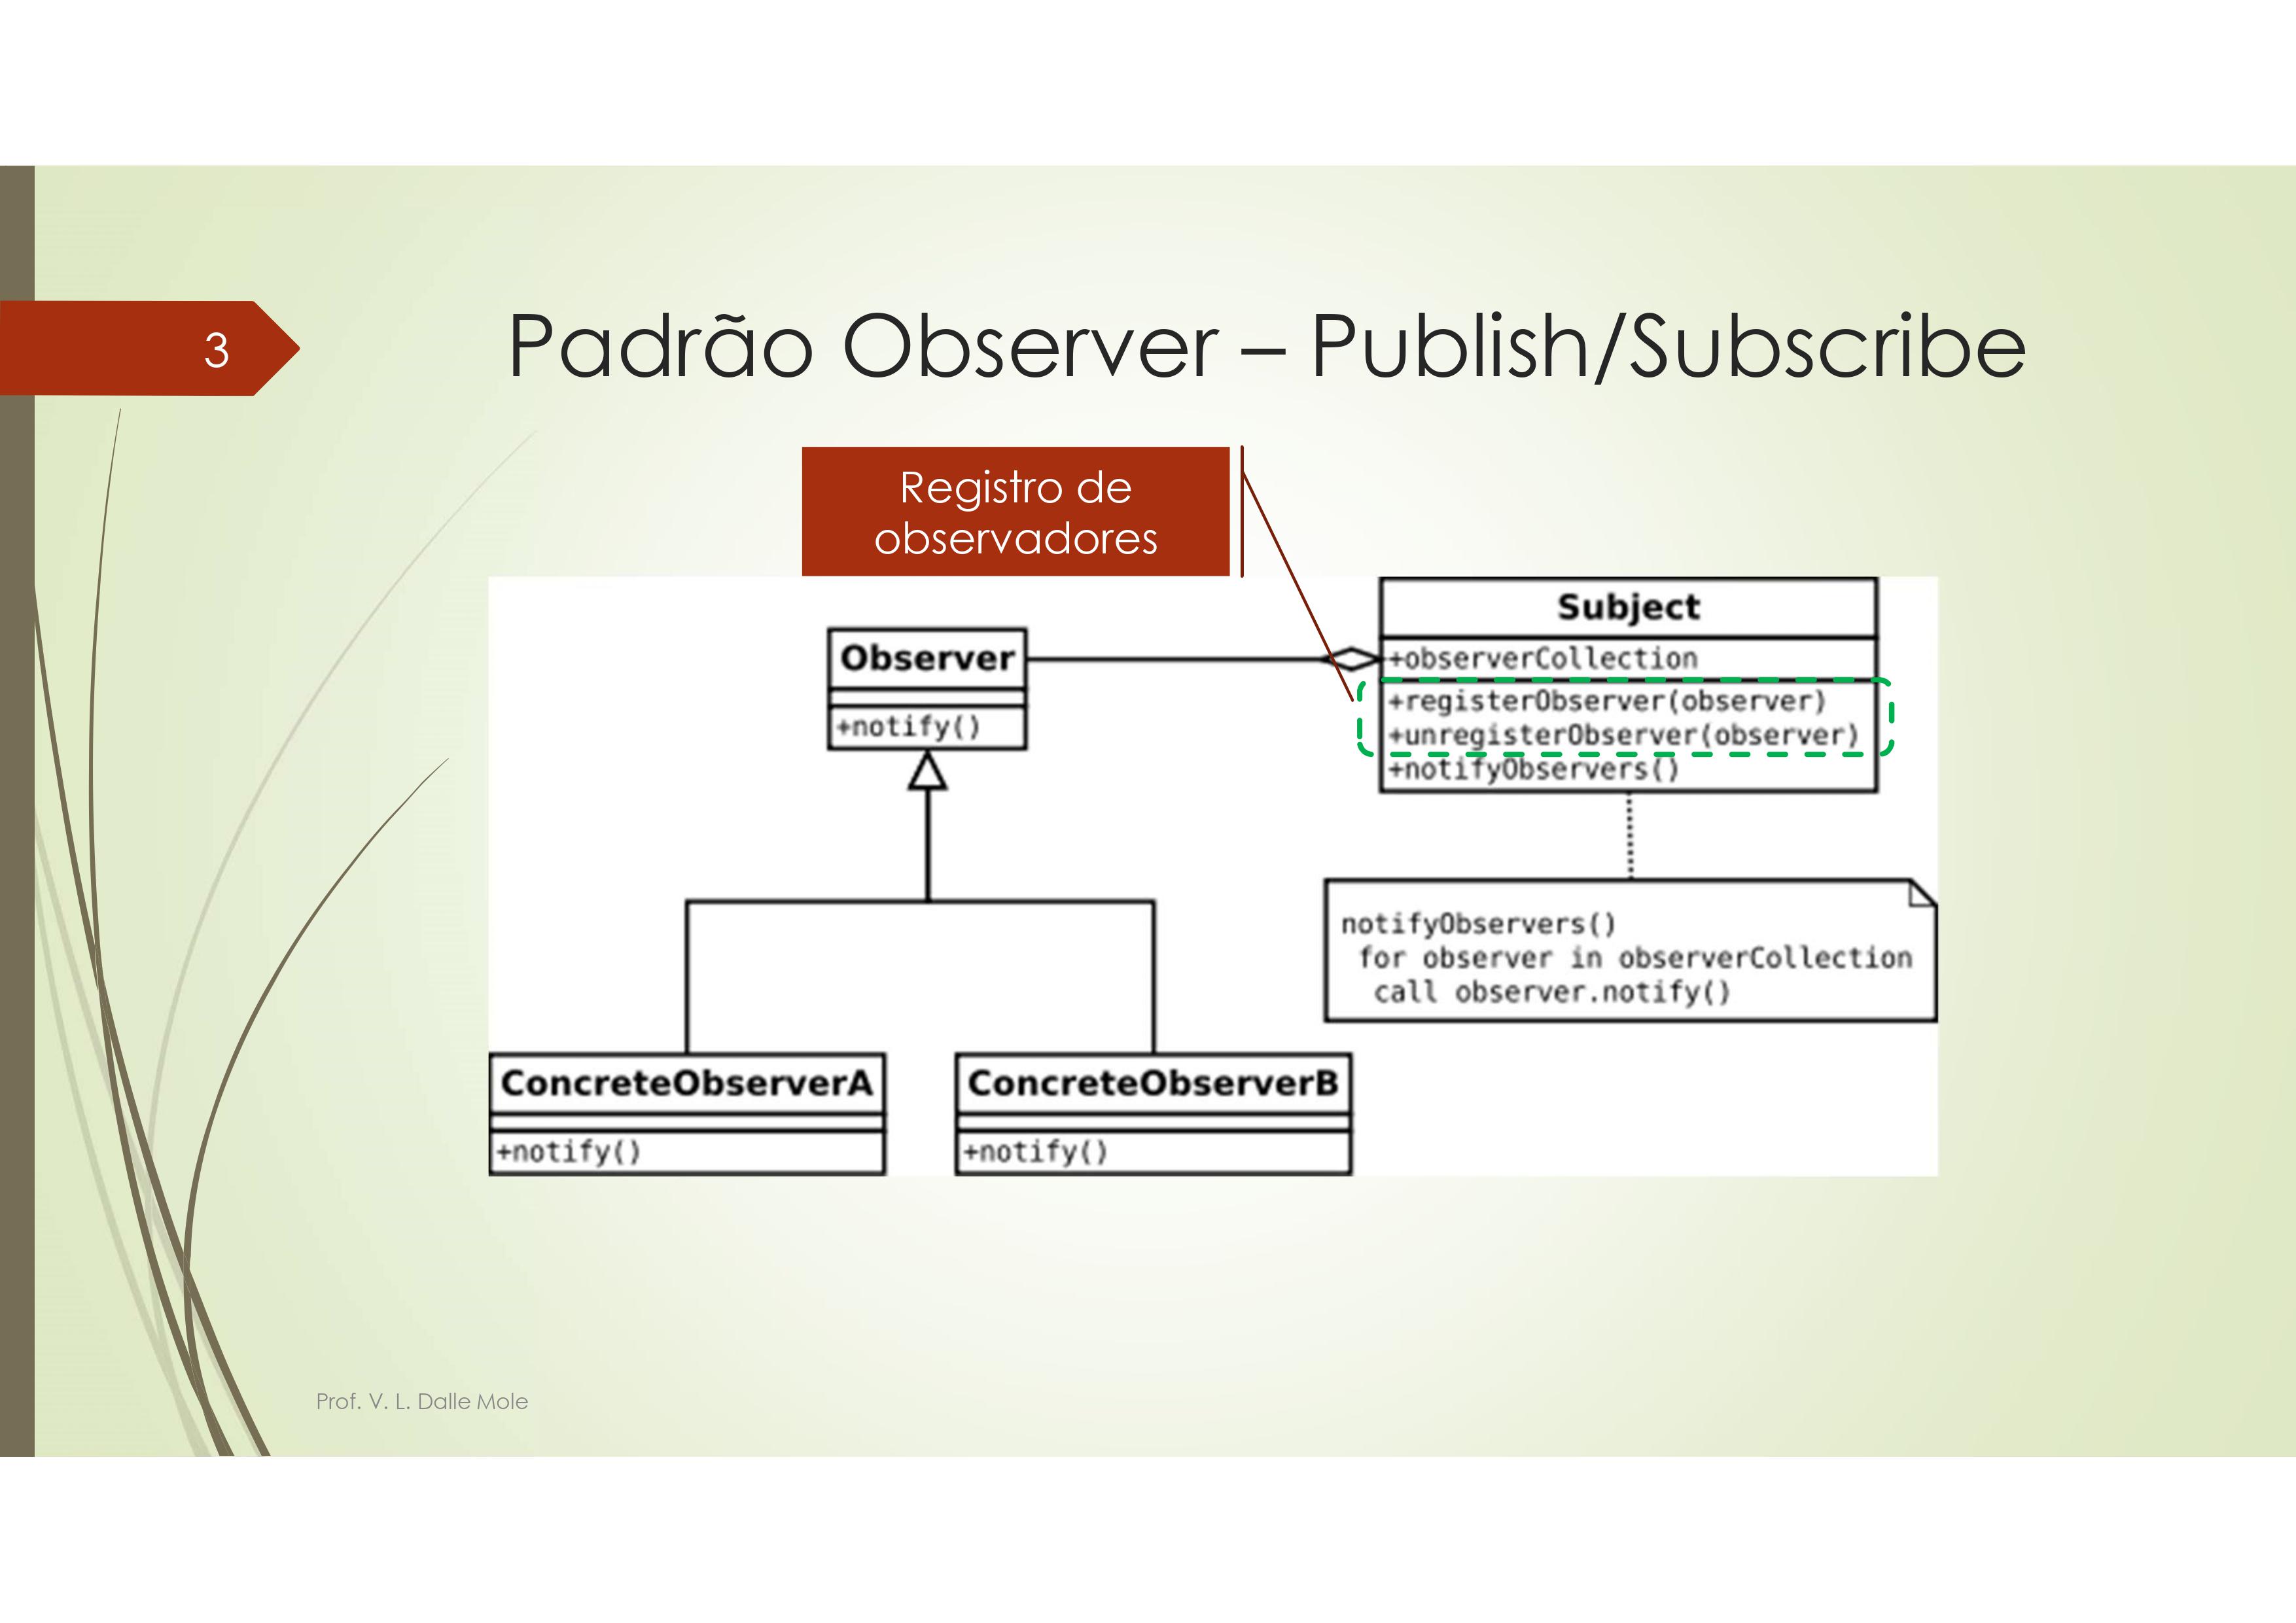 3
Padrão Observer – Publish/Subscribe
Registro de
observadores
Subject
+observerCollection
+registerObserver(observer)
+unregisterObserver(observer)
+notifyObservers()
Observer
+notify()
notifyObservers()
for observer in observerCollection
call observer.notify()
ConcreteObserverA
+notify()
ConcreteObserverB
+notify()
Prof. V. L. Dalle Mole